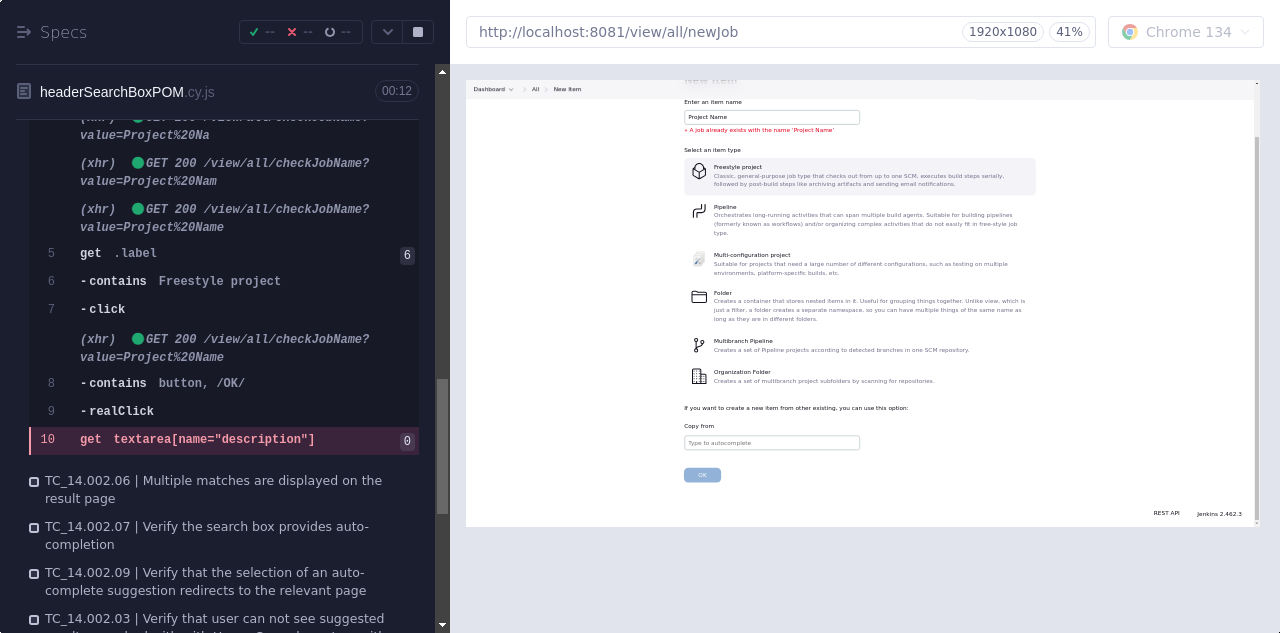 Specs
-- -- --
headerSearchBoxPOM.cy.js 00:12
value=Project%20Na
(xhr) GET 200 /view/all/checkJobName?
value=Project%20Nam
(xhr) GET 200 /view/all/checkJobName?
value=Project%20Name
5 get .label 6
6 -contains Freestyle project
7 -click
(xhr) GET 200 /view/all/checkJobName?
value=Project%20Name
8 -contains button, /OK/
9 -realClick
10 get textarea[name="description"] 0
TC_14.002.06 | Multiple matches are displayed on the
result page
TC_14.002.07 | Verify the search box provides auto-
completion
TC_14.002.09 | Verify that the selection of an auto-
complete suggestion redirects to the relevant page
TC_14.002.03 | Verify that user can not see suggested
http://localhost:8081/view/all/newJob 1920x1080 41% Chrome 134
New Item
Dashboard All New Item
Enter an item name
Project Name
» A job already exists with the name 'Project Name'
Select an item type
Freestyle project
Classic, general-purpose job type that checks out from up to one SCM, executes build steps serially,
followed by post-build steps like archiving artifacts and sending email notifications.
Pipeline
Orchestrates long-running activities that can span multiple build agents. Suitable for building pipelines
(formerly known as workflows) and/or organizing complex activities that do not easily fit in free-style job
type.
Multi-configuration project
Suitable for projects that need a large number of different configurations, such as testing on multiple
environments, platform-specific builds, etc.
Folder
Creates a container that stores nested items in it. Useful for grouping things together. Unlike view, which is
just a filter, a folder creates a separate namespace, so you can have multiple things of the same name as
long as they are in different folders.
Multibranch Pipeline
Creates a set of Pipeline projects according to detected branches in one SCM repository.
Organization Folder
Creates a set of multibranch project subfolders by scanning for repositories.
If you want to create a new item from other existing, you can use this option:
Copy from
Type to autocomplete
OK
REST API Jenkins 2.462.3